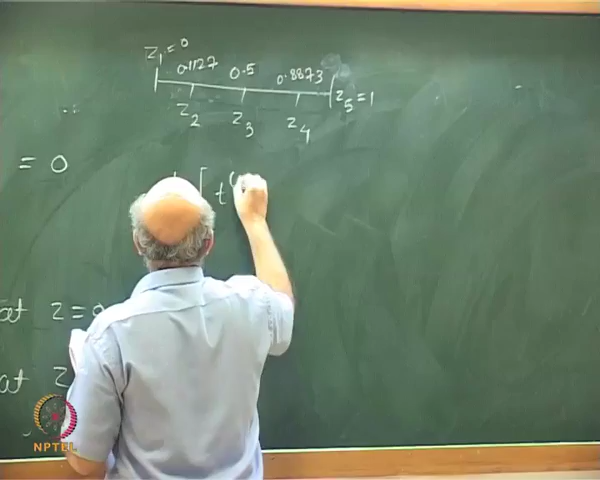 z₁ = 0
0.1127 0.5 0.8873
z₂ z₃ z₄ z₅ = 1
= 0
[ t⁽
at z = 0
at z
NPTEL